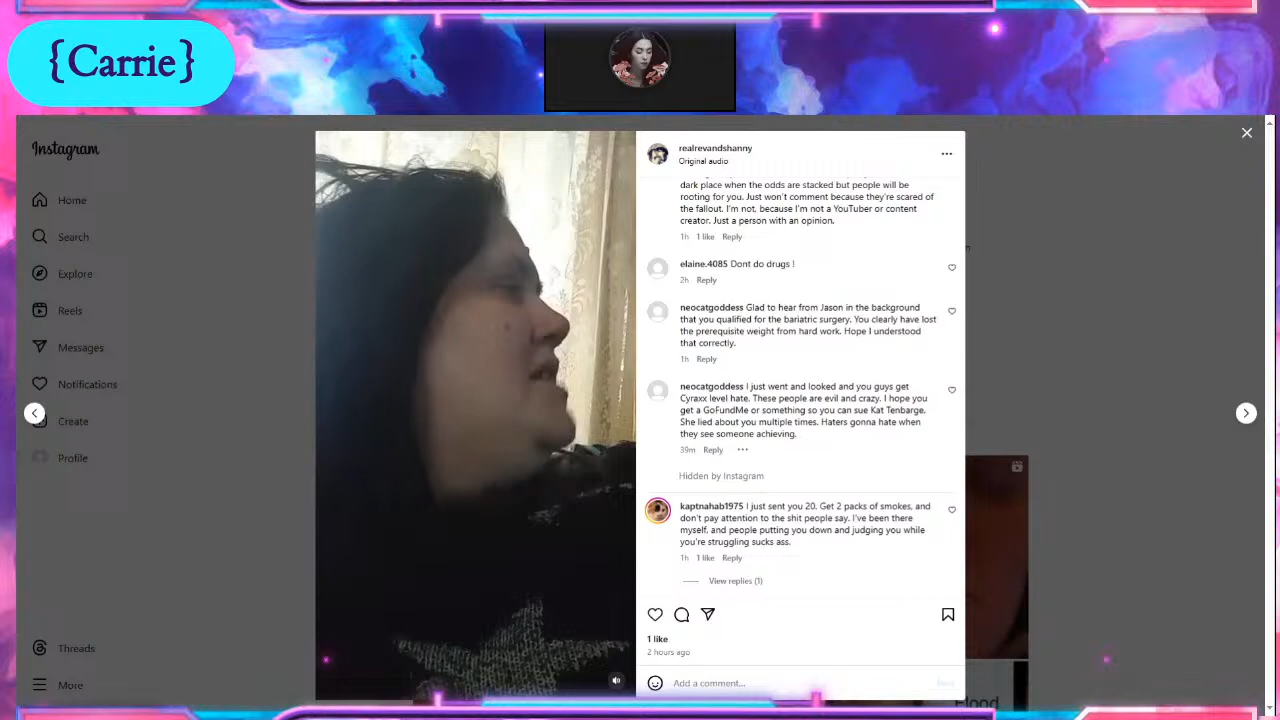 {Carrie}
Instagram
Home
Search
Explore
Reels
Messages
Notifications
Create
Profile
Threads
More
realrevandshanny
Original audio
dark place when the odds are stacked but people will be
rooting for you. Just won't comment because they're scared of
the fallout. I'm not, because I'm not a YouTuber or content
creator. Just a person with an opinion.
1h 1 like Reply
elaine.4085 Dont do drugs !
2h Reply
neocatgoddess Glad to hear from Jason in the background
that you qualified for the bariatric surgery. You clearly have lost
the prerequisite weight from hard work. Hope I understood
that correctly.
1h Reply
neocatgoddess I just went and looked and you guys get
Cyraxx level hate. These people are evil and crazy. I hope you
get a GoFundMe or something so you can sue Kat Tenbarge.
She lied about you multiple times. Haters gonna hate when
they see someone achieving.
39m Reply ...
Hidden by Instagram
kaptnahab1975 I just sent you 20. Get 2 packs of smokes, and
don't pay attention to the shit people say. I've been there
myself, and people putting you down and judging you while
you're struggling sucks ass.
1h 1 like Reply
View replies (1)
1 like
2 hours ago
Add a comment...